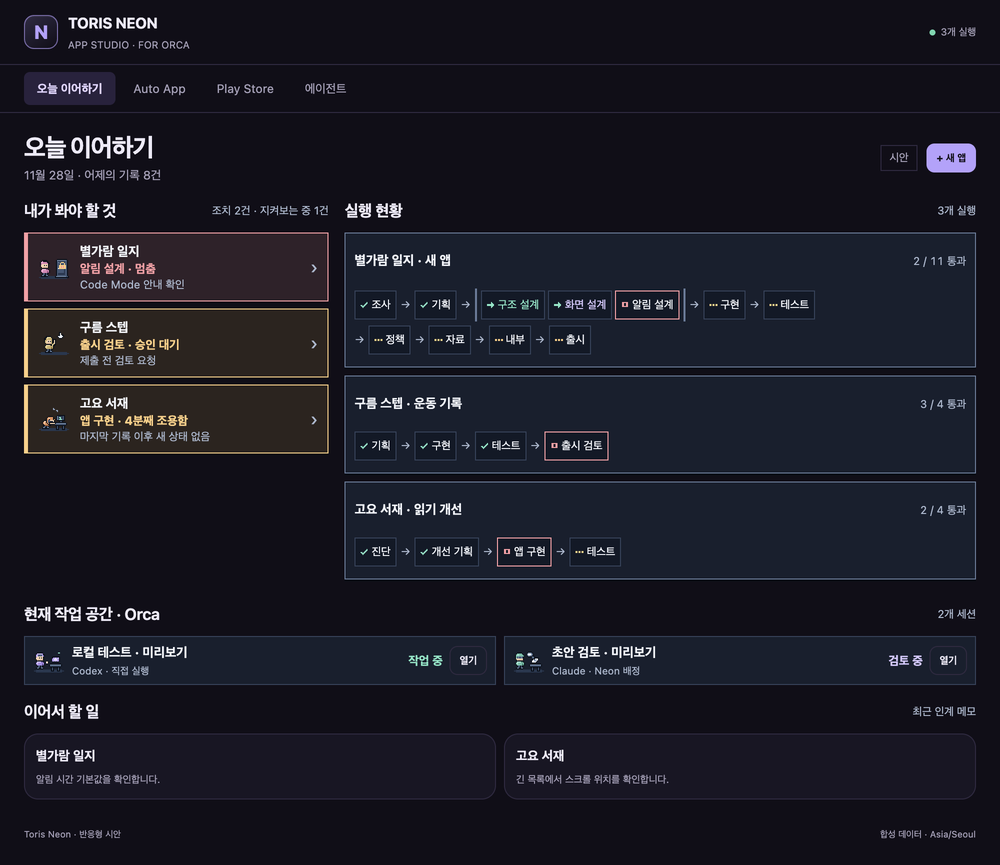 N
TORIS NEON
APP STUDIO · FOR ORCA
3개 실행
오늘 이어하기
Auto App
Play Store
에이전트
오늘 이어하기
11월 28일 · 어제의 기록 8건
시안
+ 새 앱
내가 봐야 할 것
조치 2건 · 지켜보는 중 1건
별가람 일지
알림 설계 · 멈춤
Code Mode 안내 확인
구름 스텝
출시 검토 · 승인 대기
제출 전 검토 요청
고요 서재
앱 구현 · 4분째 조용함
마지막 기록 이후 새 상태 없음
실행 현황
3개 실행
별가람 일지 · 새 앱
2 / 11 통과
✓ 조사 → ✓ 기획 → → 구조 설계 → 화면 설계 알림 설계 → ··· 구현 → ··· 테스트
→ ··· 정책 → ··· 자료 → ··· 내부 → ··· 출시
구름 스텝 · 운동 기록
3 / 4 통과
✓ 기획 → ✓ 구현 → ✓ 테스트 → 출시 검토
고요 서재 · 읽기 개선
2 / 4 통과
✓ 진단 → ✓ 개선 기획 → 앱 구현 → ··· 테스트
현재 작업 공간 · Orca
2개 세션
로컬 테스트 · 미리보기
Codex · 직접 실행
작업 중
열기
초안 검토 · 미리보기
Claude · Neon 배정
검토 중
열기
이어서 할 일
최근 인계 메모
별가람 일지
알림 시간 기본값을 확인합니다.
고요 서재
긴 목록에서 스크롤 위치를 확인합니다.
Toris Neon · 반응형 시안
합성 데이터 · Asia/Seoul